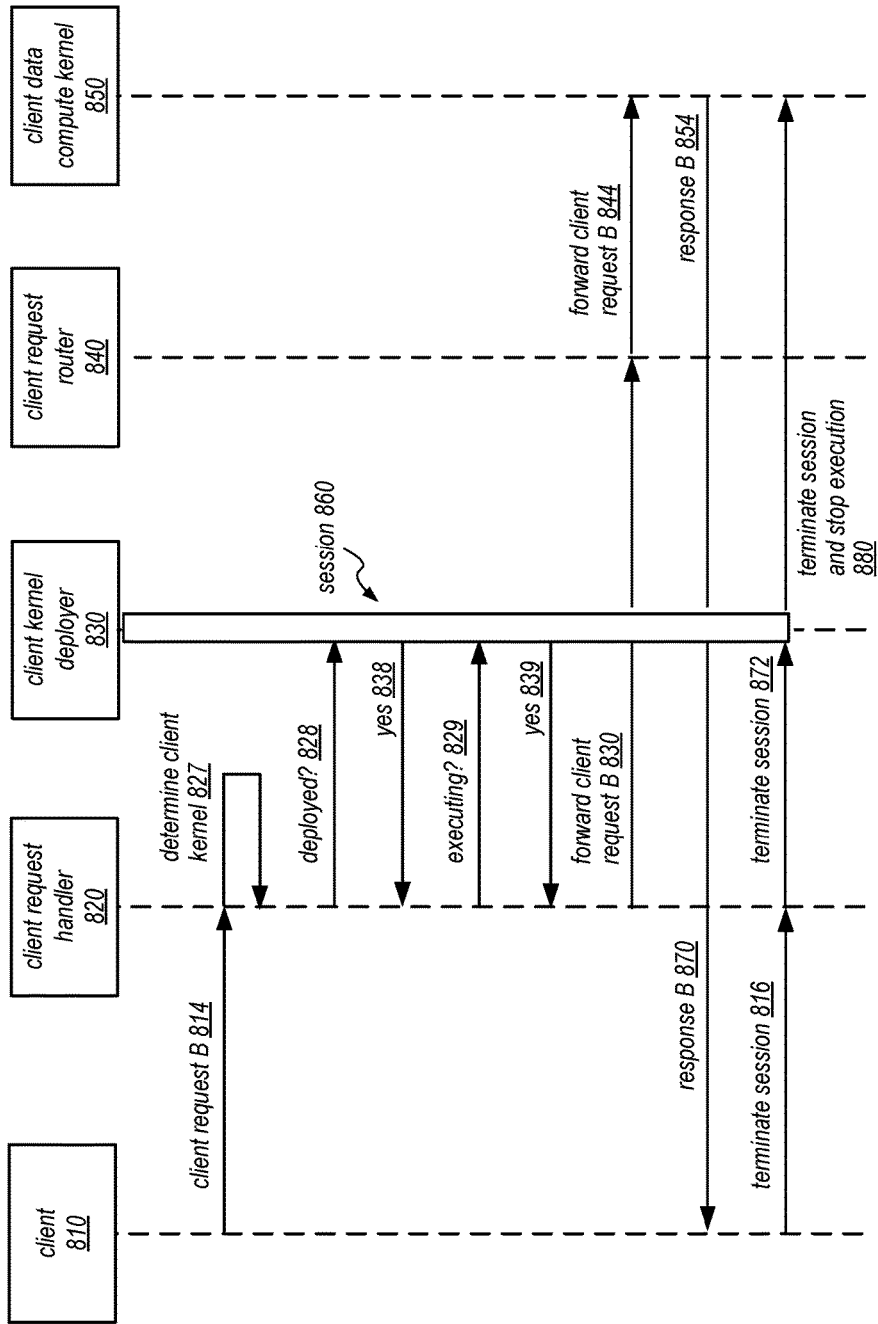 client
810
client request
handler
820
client kernel
deployer
830
client request
router
840
client data
compute kernel
850
client request B 814
determine client
kernel 827
session 860
deployed? 828
yes 838
executing? 829
yes 839
forward client
request B 830
forward client
request B 844
response B 870
response B 854
terminate session 816
terminate session 872
terminate session
and stop execution
880